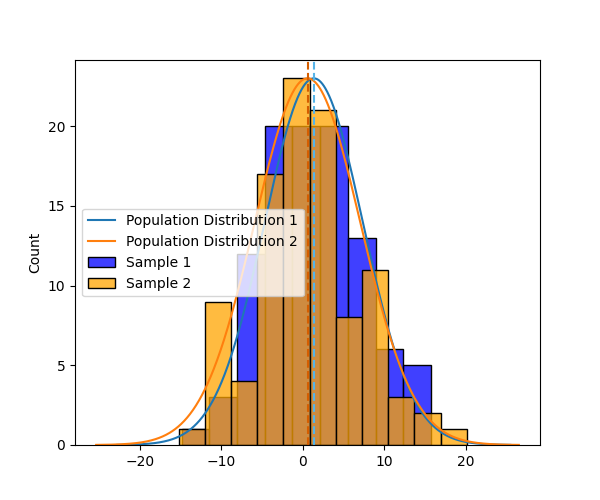 20
15
10
5
0
Count
Population Distribution 1
Population Distribution 2
Sample 1
Sample 2
−20 −10 0 10 20